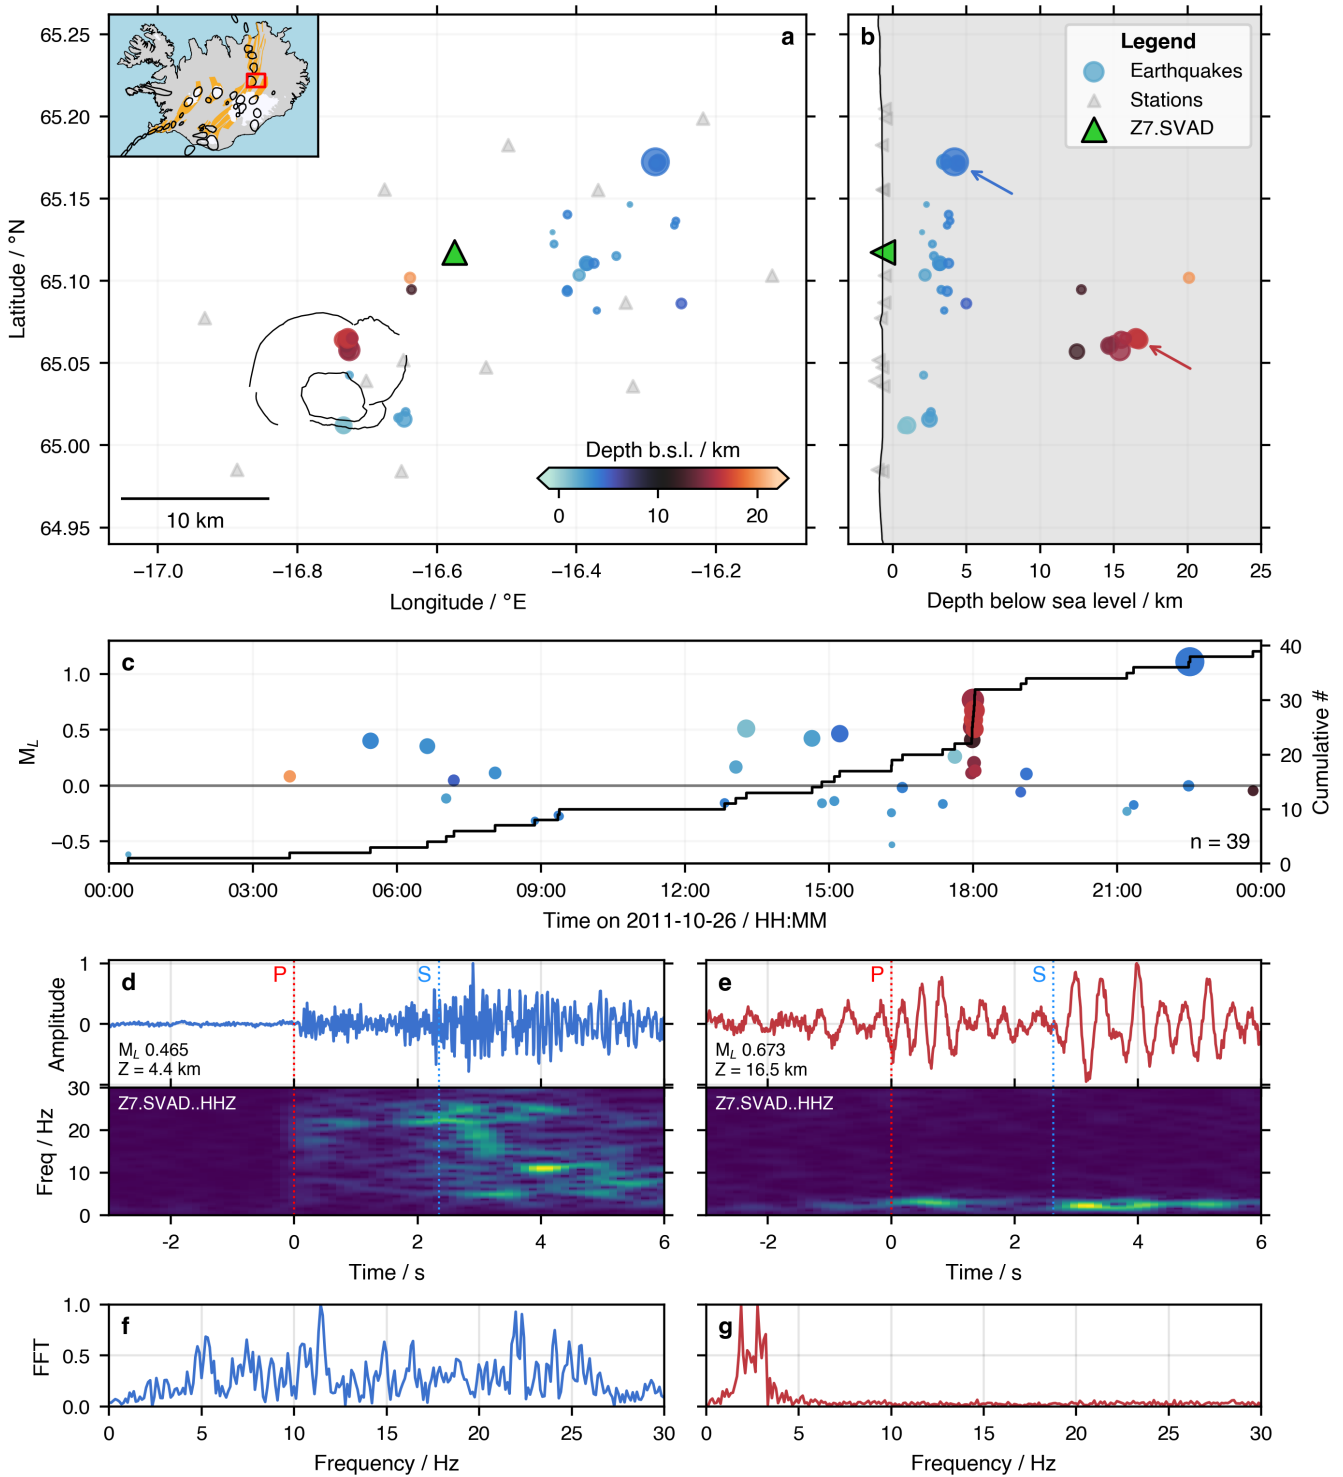 a
b
Legend
Earthquakes
Stations
Z7.SVAD
65.25
65.20
65.15
65.10
65.05
65.00
64.95
Latitude / °N
Depth b.s.l. / km
0 10 20
10 km
−17.0 −16.8 −16.6 −16.4 −16.2
Longitude / °E
0 5 10 15 20 25
Depth below sea level / km
c
1.0
0.5
0.0
−0.5
M_L
40
30
20
10
0
Cumulative #
n = 39
00:00 03:00 06:00 09:00 12:00 15:00 18:00 21:00 00:00
Time on 2011-10-26 / HH:MM
d
P
S
1
0
Amplitude
M_L 0.465
Z = 4.4 km
e
P
S
M_L 0.673
Z = 16.5 km
Z7.SVAD..HHZ
30
20
10
0
Freq / Hz
-2 0 2 4 6
Time / s
Z7.SVAD..HHZ
-2 0 2 4 6
Time / s
f
1.0
0.5
0.0
FFT
0 5 10 15 20 25 30
Frequency / Hz
g
0 5 10 15 20 25 30
Frequency / Hz